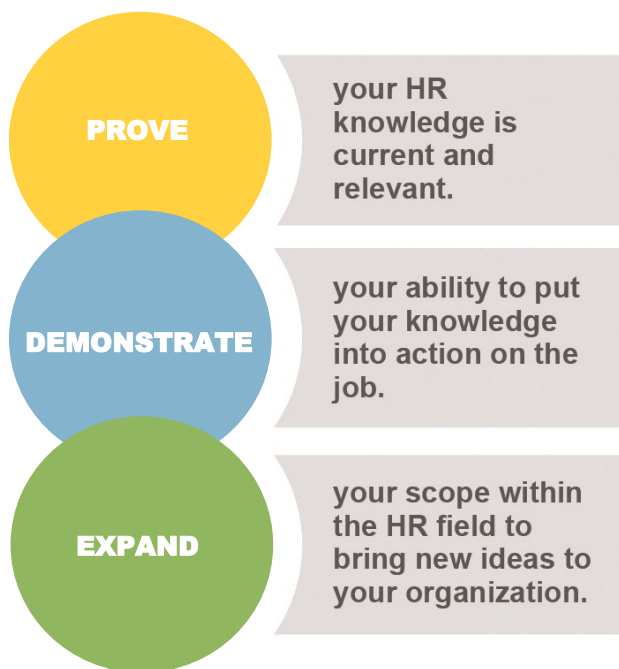 PROVE
your HR
knowledge is
current and
relevant.
DEMONSTRATE
your ability to put
your knowledge
into action on the
job.
EXPAND
your scope within
the HR field to
bring new ideas to
your organization.